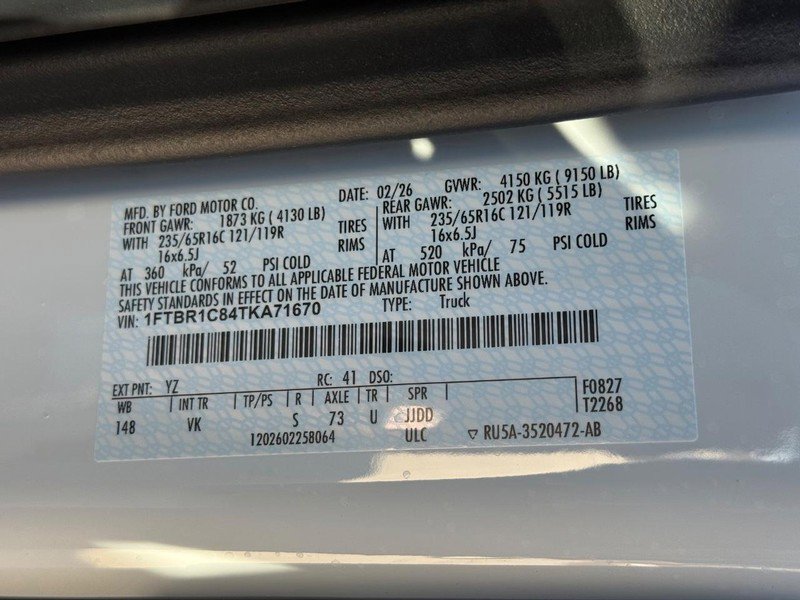 MFD. BY FORD MOTOR CO. DATE: 02/26 GVWR: 4150 KG ( 9150 LB)
FRONT GAWR: 1873 KG ( 4130 LB) REAR GAWR: 2502 KG ( 5515 LB)
WITH 235/65R16C 121/119R TIRES WITH 235/65R16C 121/119R TIRES
16x6.5J RIMS 16x6.5J RIMS
AT 360 kPa/ 52 PSI COLD AT 520 kPa/ 75 PSI COLD
THIS VEHICLE CONFORMS TO ALL APPLICABLE FEDERAL MOTOR VEHICLE
SAFETY STANDARDS IN EFFECT ON THE DATE OF MANUFACTURE SHOWN ABOVE.
VIN: 1FTBR1C84TKA71670 TYPE: Truck
EXT PNT: YZ RC: 41 DSO: F0827
WB INT TR TP/PS R AXLE TR SPR T2268
148 VK S 73 U JJDD
1202602258064 ULC ▽ RU5A-3520472-AB